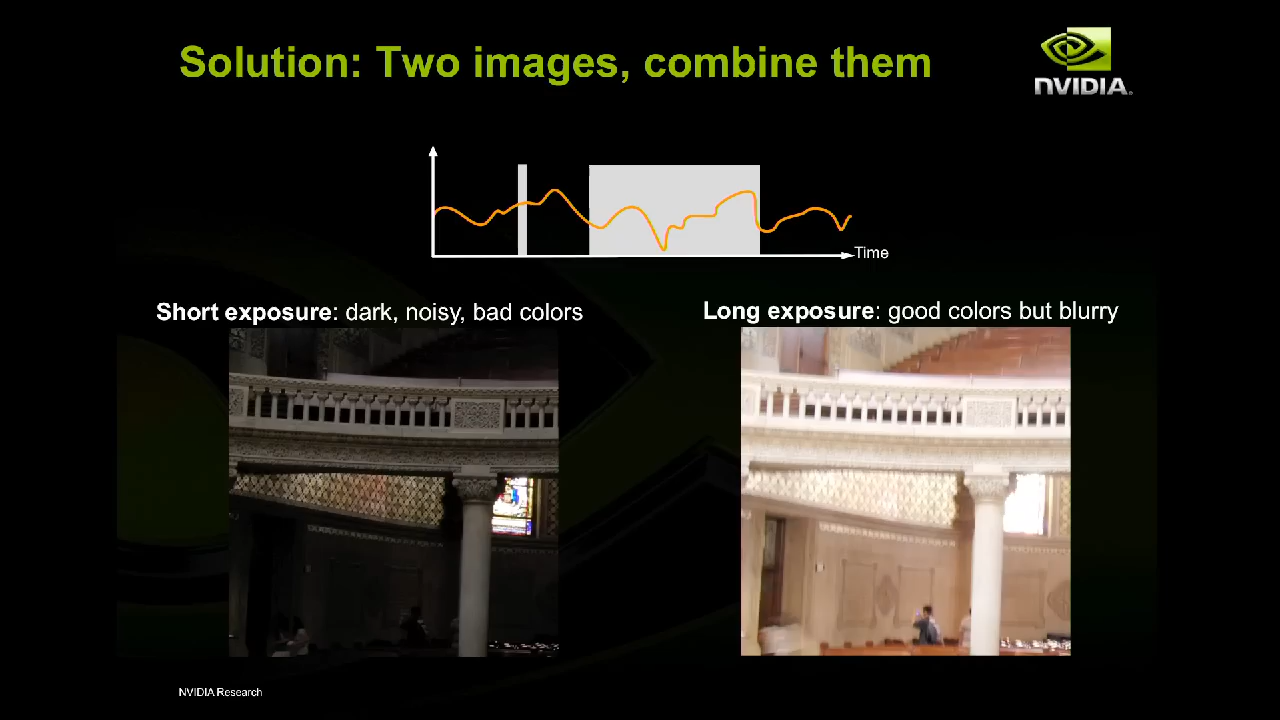 Solution: Two images, combine them
NVIDIA.
Time
Short exposure: dark, noisy, bad colors
Long exposure: good colors but blurry
NVIDIA Research